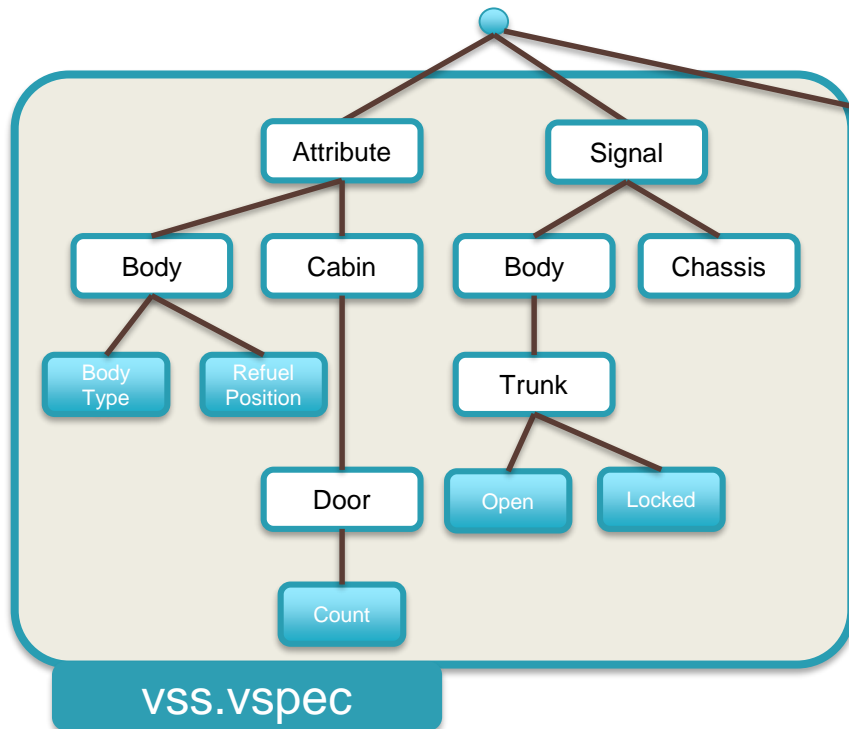 Attribute
Signal
Body
Cabin
Body
Chassis
Body
Type
Refuel
Position
Trunk
Door
Open
Locked
Count
vss.vspec